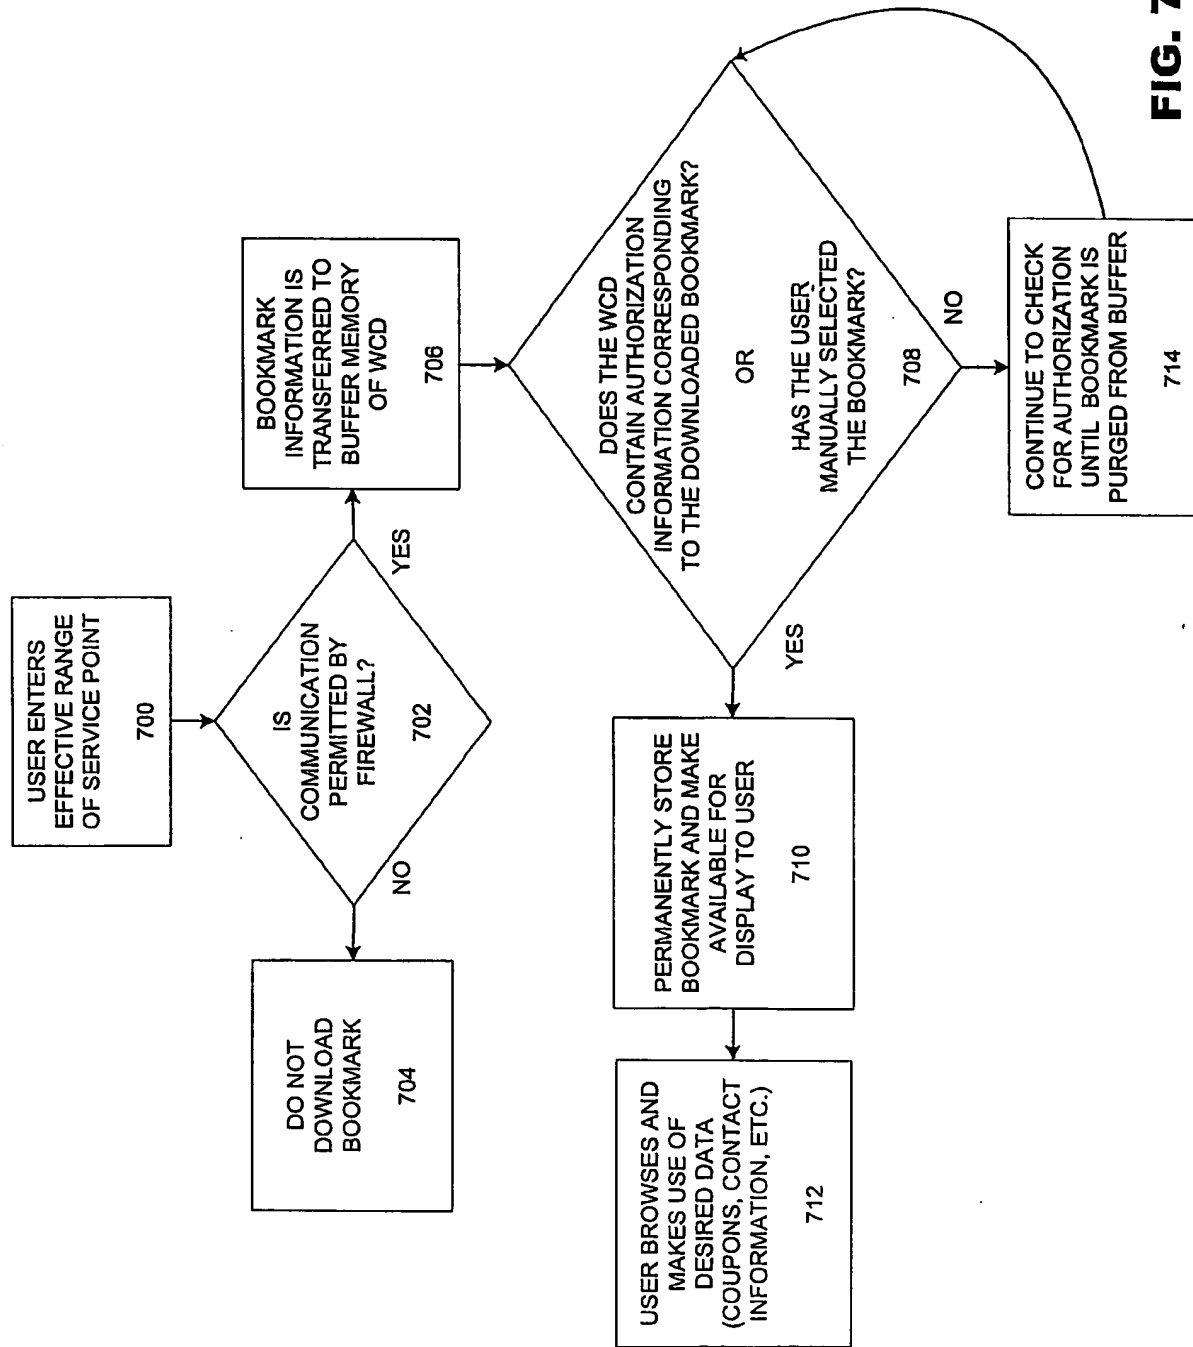 USER ENTERS
EFFECTIVE RANGE
OF SERVICE POINT
700
IS
COMMUNICATION
PERMITTED BY
FIREWALL?
702
YES
NO
DO NOT
DOWNLOAD
BOOKMARK
704
BOOKMARK
INFORMATION IS
TRANSFERRED TO
BUFFER MEMORY
OF WCD
706
DOES THE WCD
CONTAIN AUTHORIZATION
INFORMATION CORRESPONDING
TO THE DOWNLOADED BOOKMARK?
OR
HAS THE USER
MANUALLY SELECTED
THE BOOKMARK?
708
YES
NO
PERMANENTLY STORE
BOOKMARK AND MAKE
AVAILABLE FOR
DISPLAY TO USER
710
USER BROWSES AND
MAKES USE OF
DESIRED DATA
(COUPONS, CONTACT
INFORMATION, ETC.)
712
CONTINUE TO CHECK
FOR AUTHORIZATION
UNTIL BOOKMARK IS
PURGED FROM BUFFER
714
FIG. 7